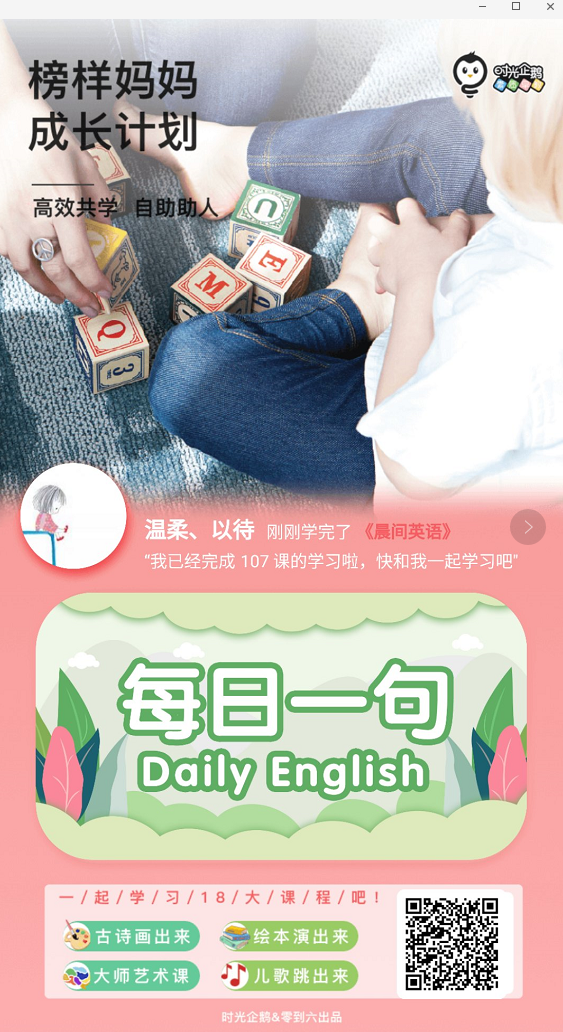 榜样妈妈
成长计划
时光企鹅
高效共学 自助助人
U
E
M
6
Q
3
温柔、以待 刚刚学完了 《晨间英语》
“我已经完成 107 课的学习啦，快和我一起学习吧”
每日一句
Daily English
一/起/学/习/18/大/课/程/吧！
古诗画出来 绘本演出来
大师艺术课 儿歌跳出来
时光企鹅&零到六出品